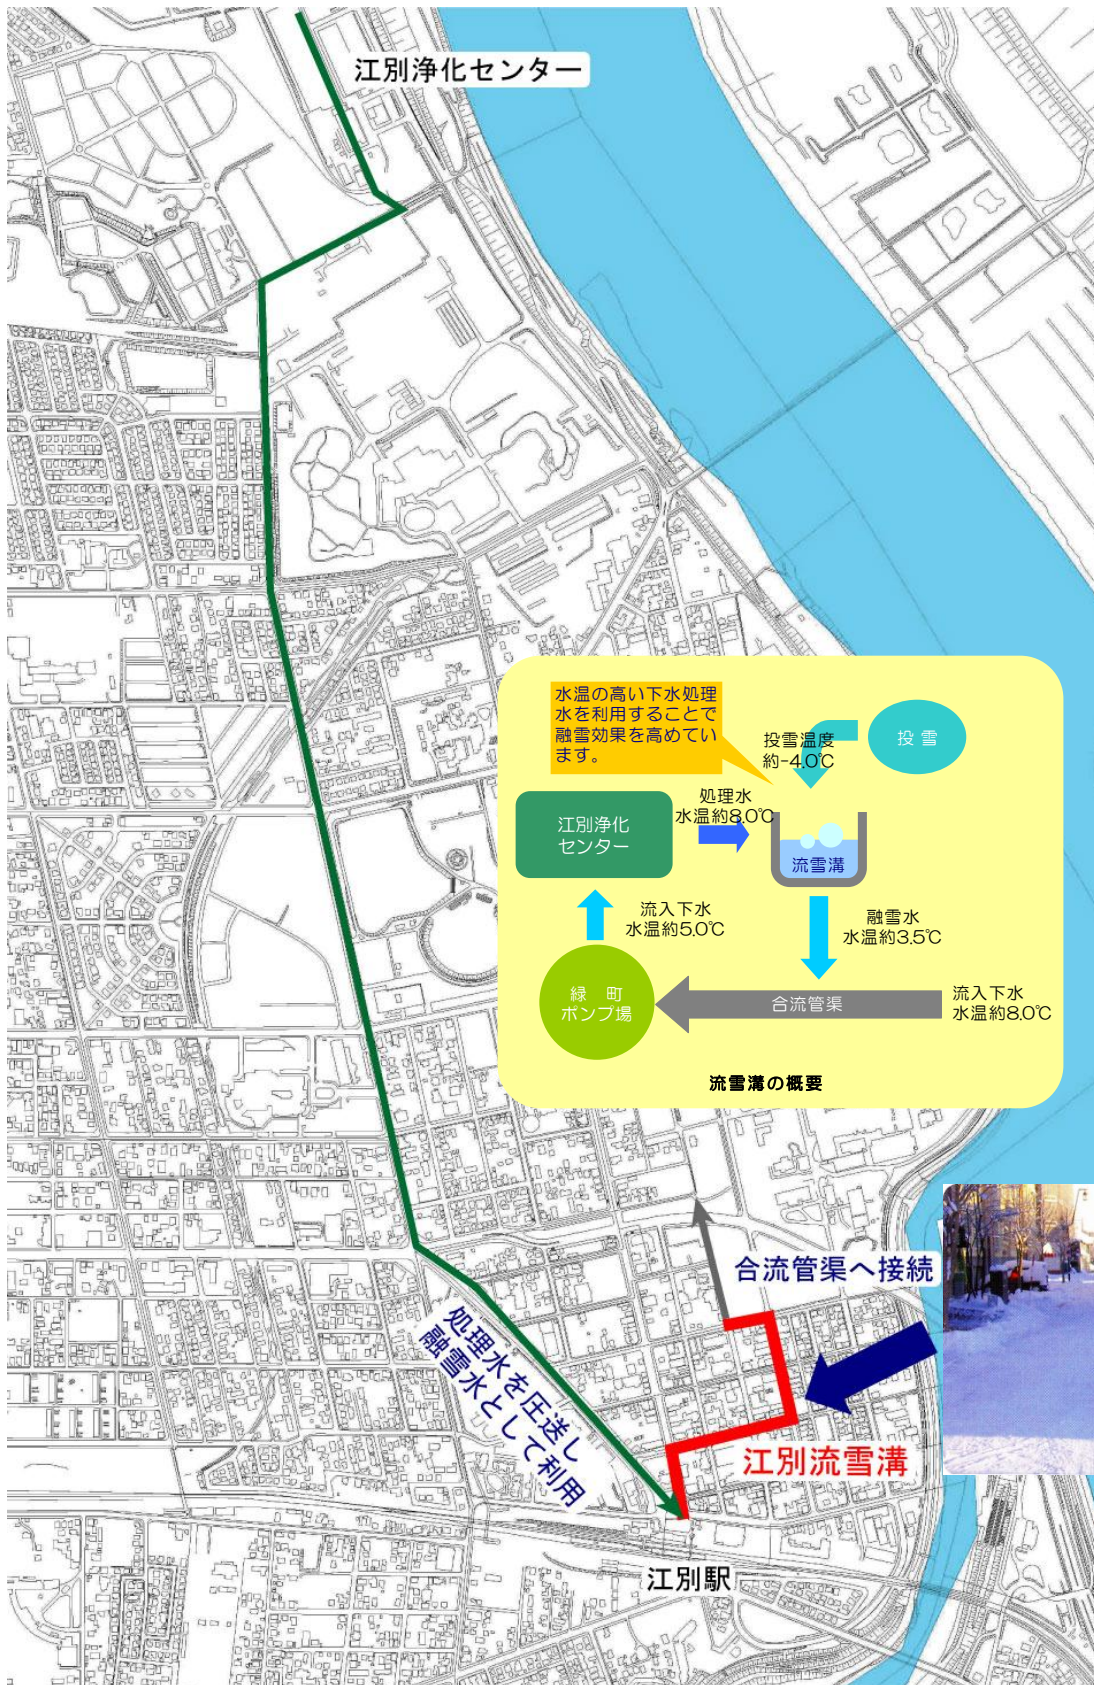 江別浄化センター
水温の高い下水処理
水を利用することで
融雪効果を高めてい
ます。
投雪温度
約-4.0℃
投 雪
処理水
水温約8.0℃
江別浄化
センター
流雪溝
流入下水
水温約5.0℃
融雪水
水温約3.5℃
緑 町
ポンプ場
合流管渠
流入下水
水温約8.0℃
流雪溝の概要
合流管渠へ接続
処理水を圧送し
融雪水として利用
江別流雪溝
江別駅